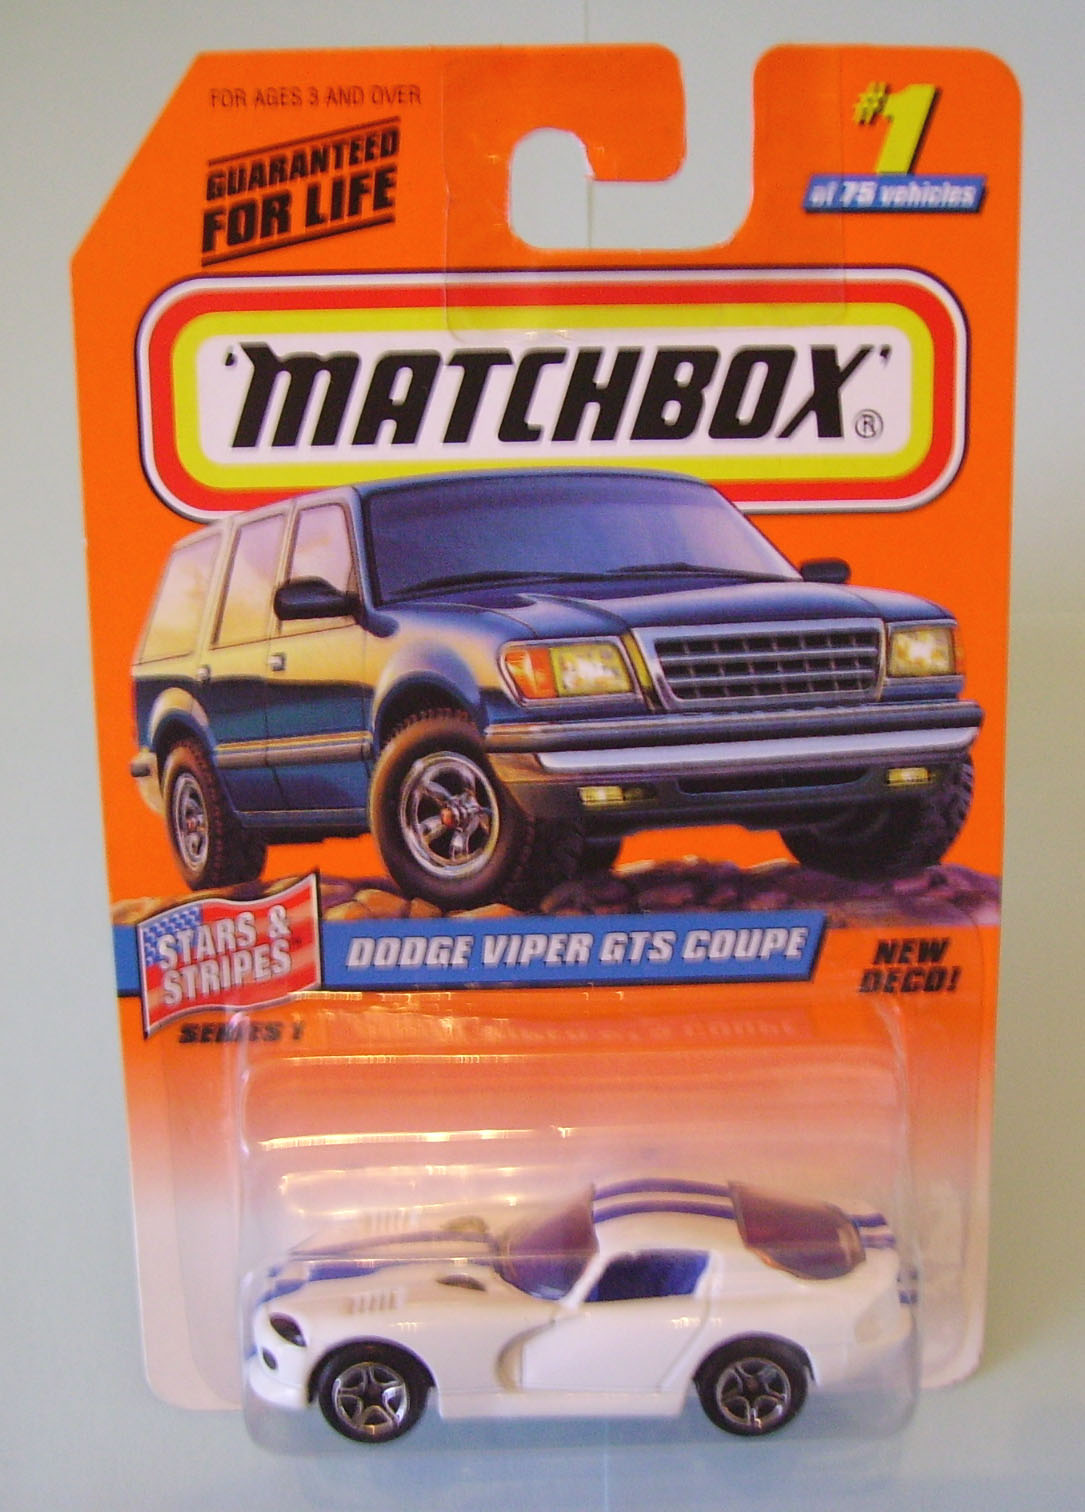 FOR AGES 3 AND OVER
GUARANTEED
FOR LIFE
#1
of 75 vehicles
'MATCHBOX'®
STARS &
STRIPES™
DODGE VIPER GTS COUPE
NEW
DECO!
SERIES 1